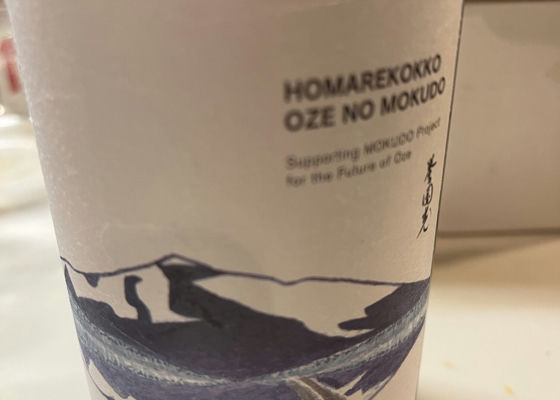 HOMAREKOKKO
OZE NO MOKUDO
Supporting MOKUDO Project
for the Future of Oze